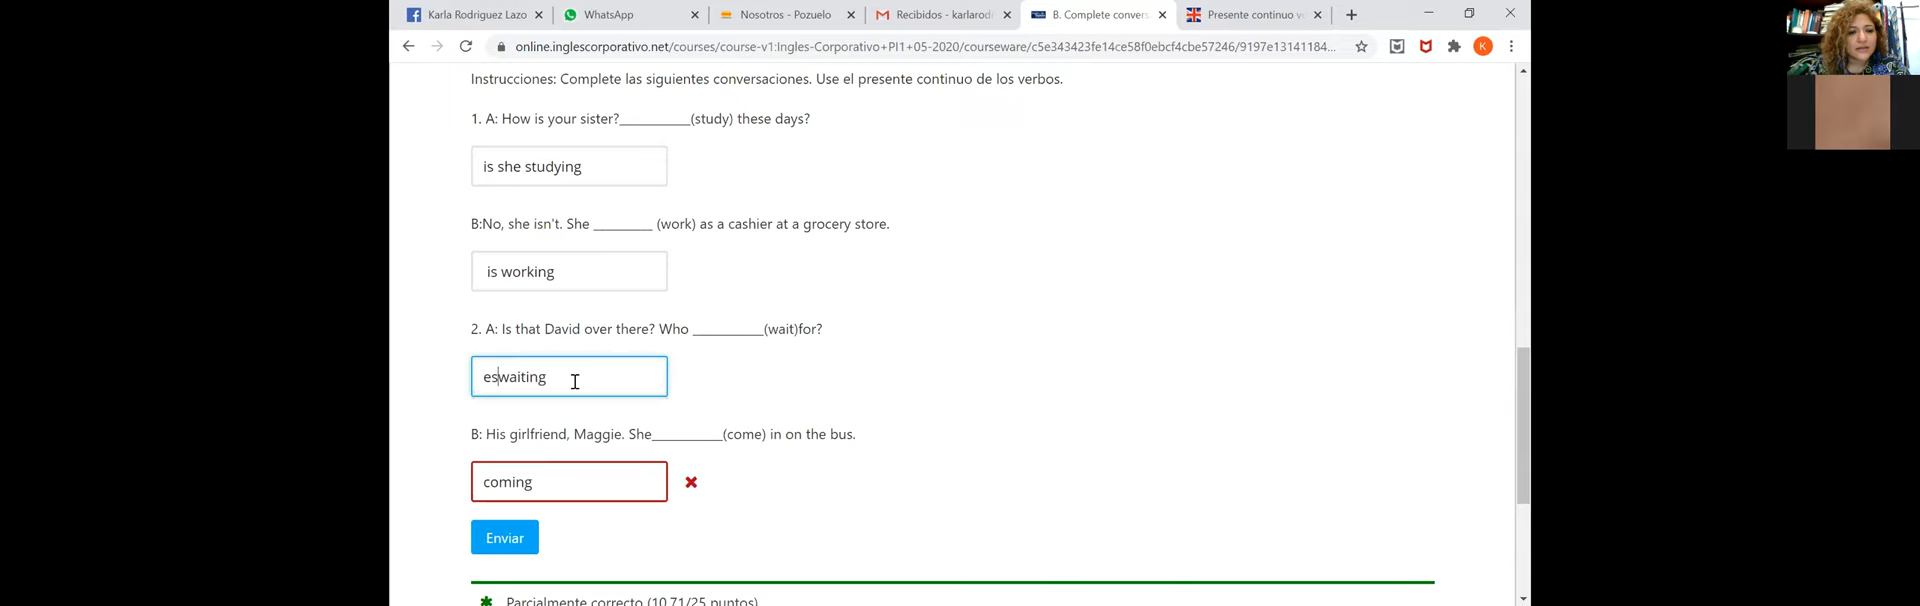 Karla Rodriguez Lazo
WhatsApp
Nosotros - Pozuelo
Recibidos - karlarod
B. Complete convers
Presente continuo v
online.inglescorporativo.net/courses/course-v1:Ingles-Corporativo+PI1+05-2020/courseware/c5e343423fe14ce58f0ebcf4cbe57246/9197e13141184...
K
Instrucciones: Complete las siguientes conversaciones. Use el presente continuo de los verbos.
1. A: How is your sister?__________(study) these days?
is she studying
B:No, she isn't. She ________ (work) as a cashier at a grocery store.
is working
2. A: Is that David over there? Who __________(wait)for?
eswaiting
B: His girlfriend, Maggie. She__________(come) in on the bus.
coming
Enviar
Parcialmente correcto (10.71/25 puntos)